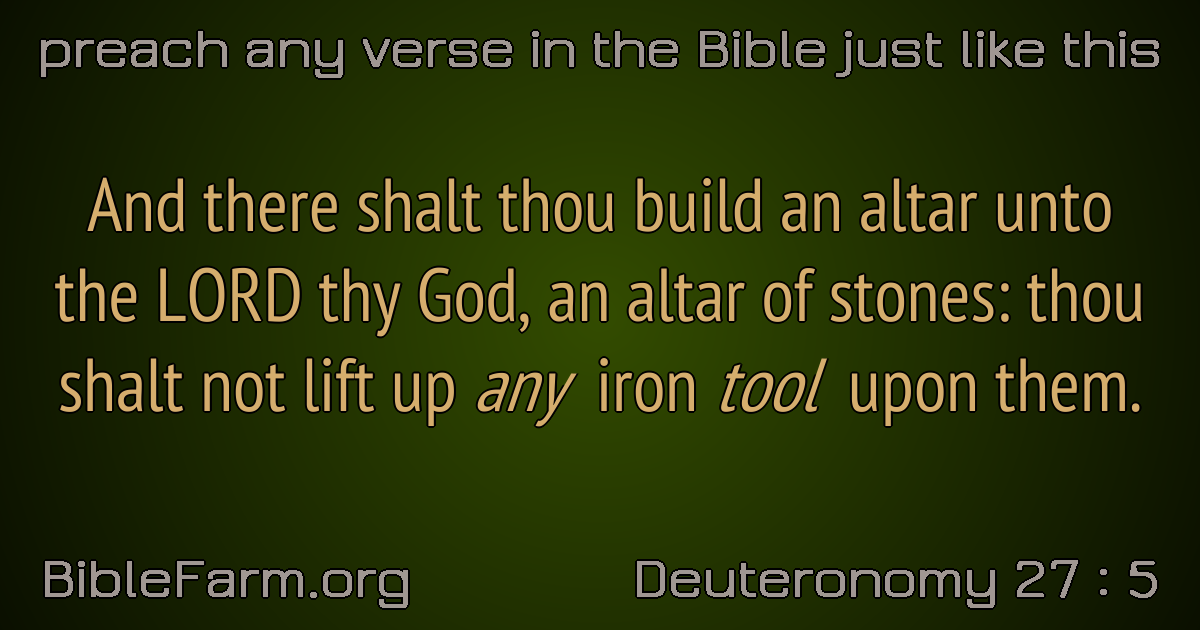 preach any verse in the Bible just like this
And there shalt thou build an altar unto
the LORD thy God, an altar of stones: thou
shalt not lift up any iron tool upon them.
BibleFarm.org
Deuteronomy 27 : 5